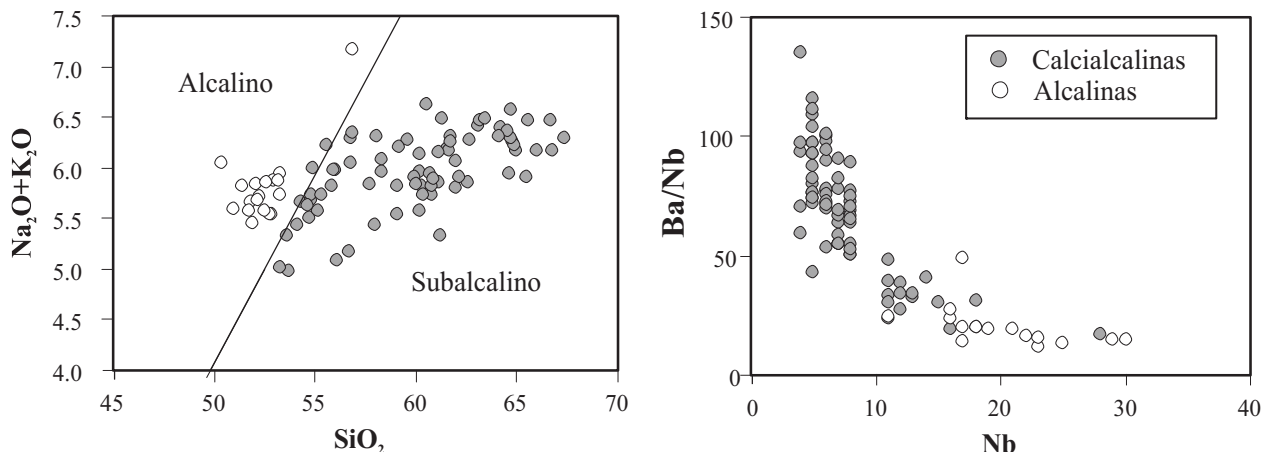 7.5
7.0
6.5
6.0
5.5
5.0
4.5
4.0
Na₂O+K₂O
Alcalino
Subalcalino
45 50 55 60 65 70
SiO₂
150
100
50
0
Ba/Nb
Calcialcalinas
Alcalinas
0 10 20 30 40
Nb